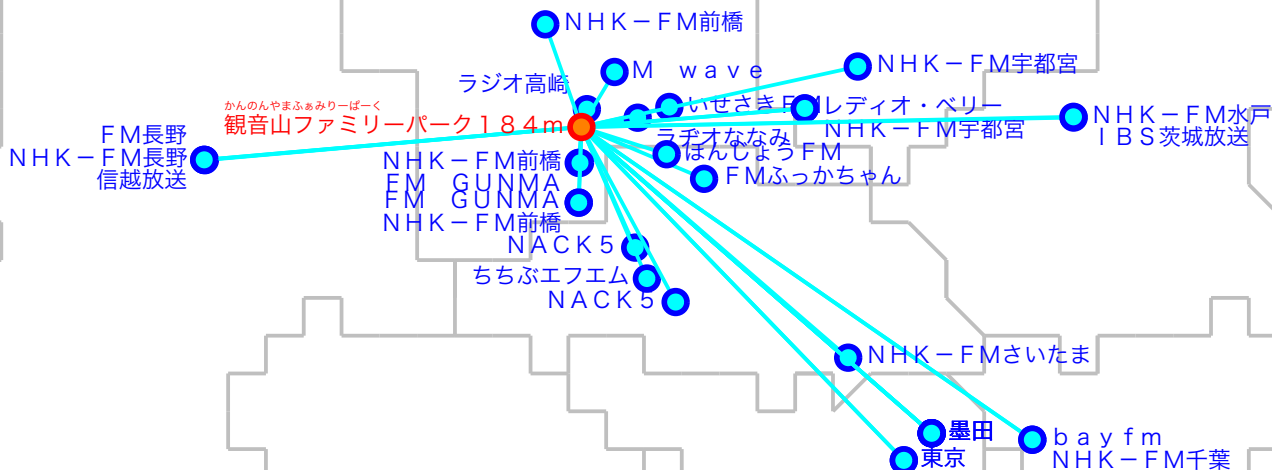 ＮＨＫ－ＦＭ前橋
Ｍ　ｗａｖｅ
ＮＨＫ－ＦＭ宇都宮
ラジオ高崎
いせさきＦＭ
レディオ・ベリー
ＮＨＫ－ＦＭ宇都宮
ＮＨＫ－ＦＭ水戸
ＩＢＳ茨城放送
かんのんやまふぁみりーぱーく
観音山ファミリーパーク１８４ｍ
ラヂオななみ
ほんじょうＦＭ
ＦＭふっかちゃん
ＦＭ長野
ＮＨＫ－ＦＭ長野
信越放送
ＮＨＫ－ＦＭ前橋
ＦＭ　ＧＵＮＭＡ
ＦＭ　ＧＵＮＭＡ
ＮＨＫ－ＦＭ前橋
ＮＡＣＫ５
ちちぶエフエム
ＮＡＣＫ５
ＮＨＫ－ＦＭさいたま
墨田
東京
ｂａｙｆｍ
ＮＨＫ－ＦＭ千葉